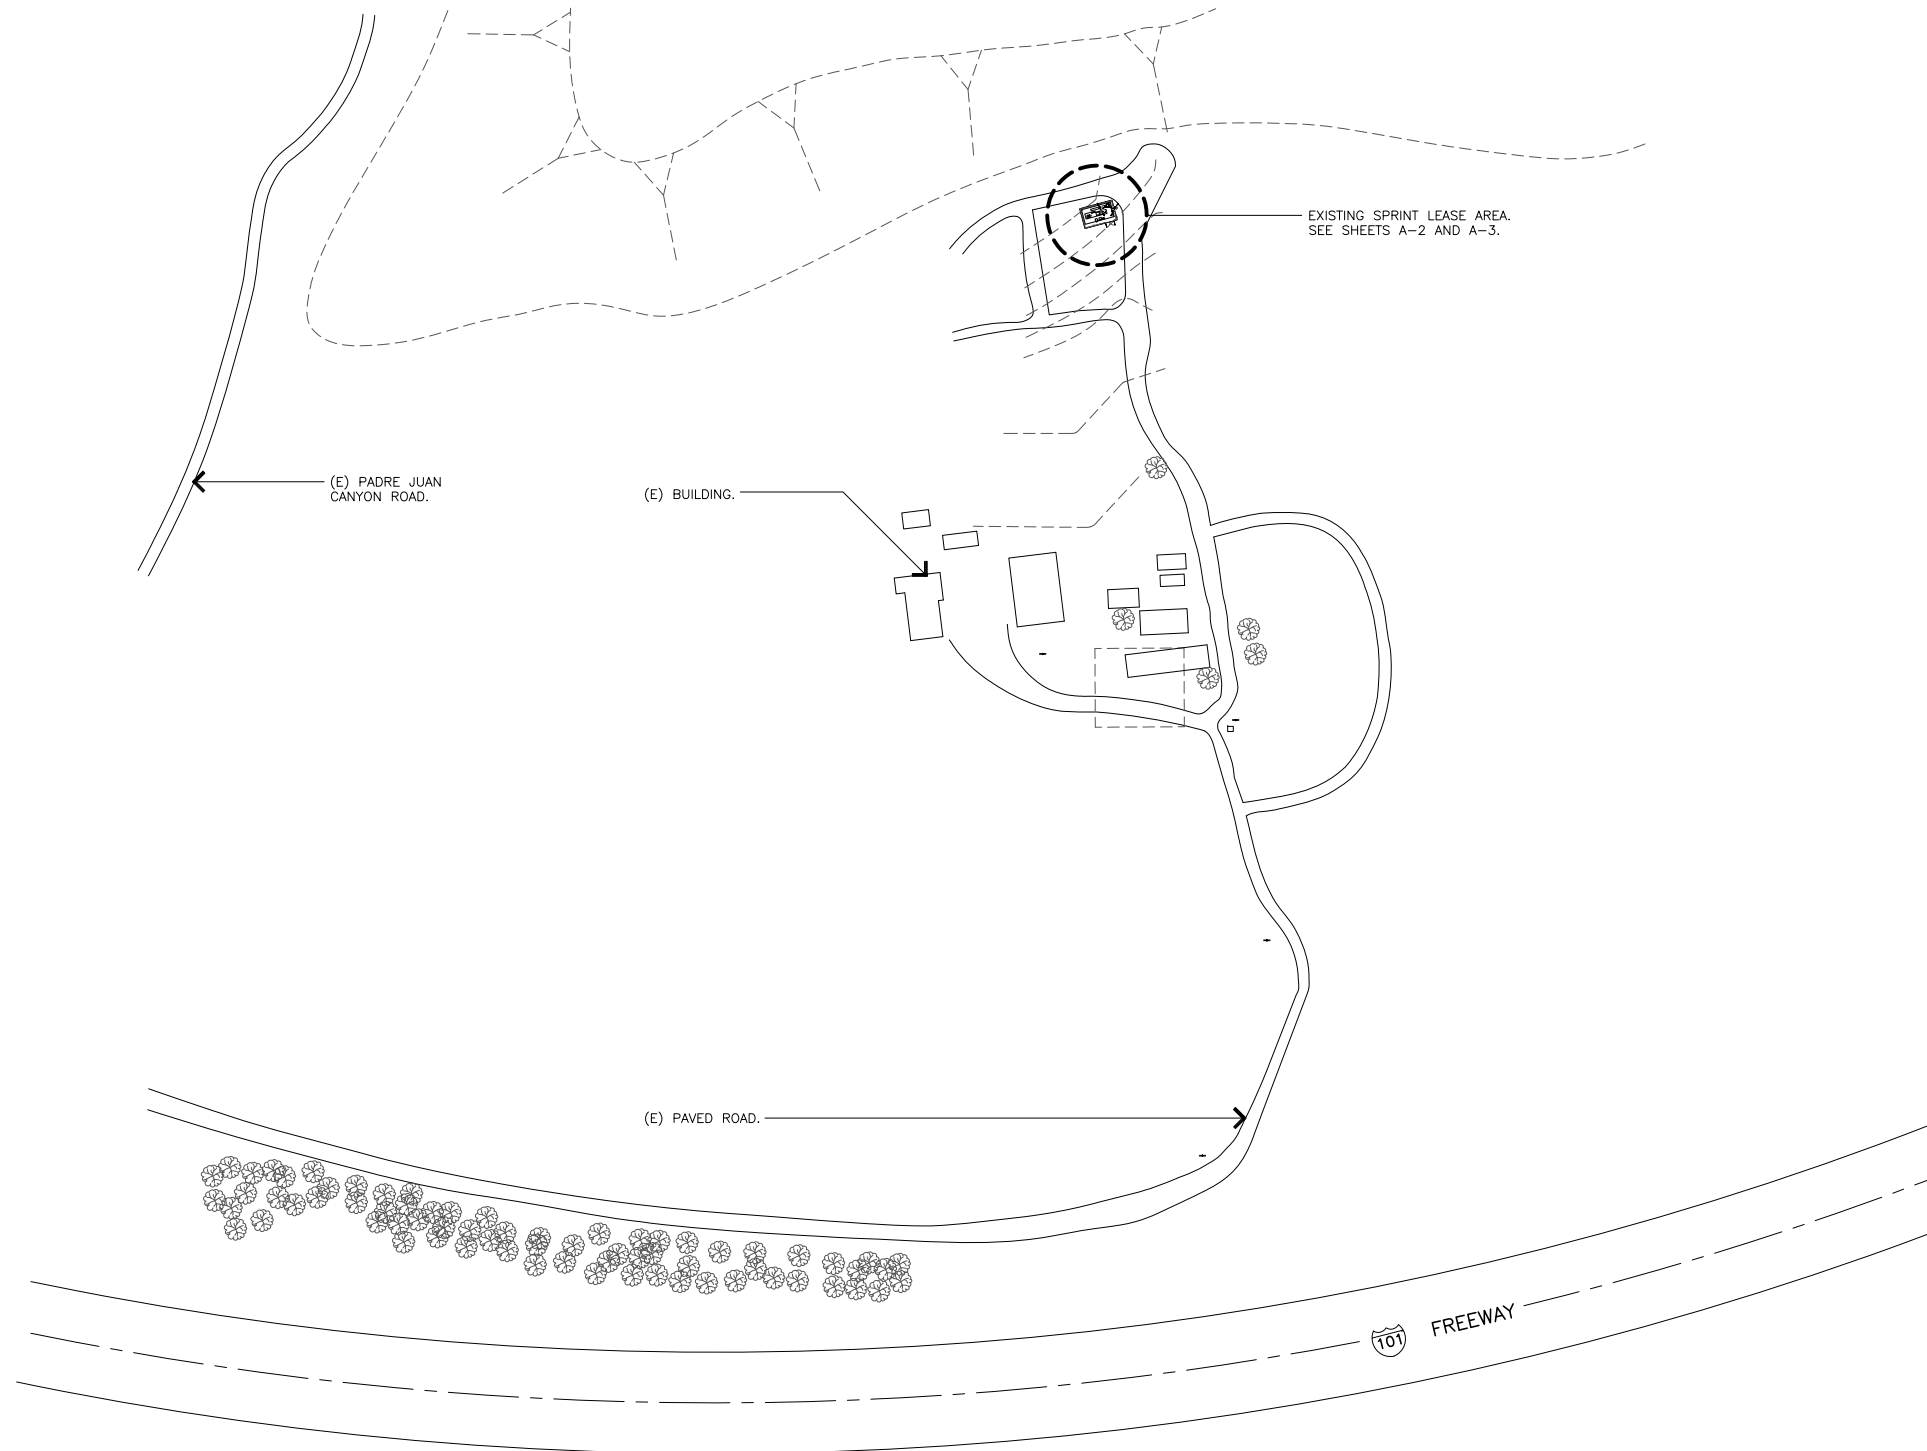 EXISTING SPRINT LEASE AREA.
SEE SHEETS A-2 AND A-3.
(E) PADRE JUAN
CANYON ROAD.
(E) BUILDING.
(E) PAVED ROAD.
101 FREEWAY